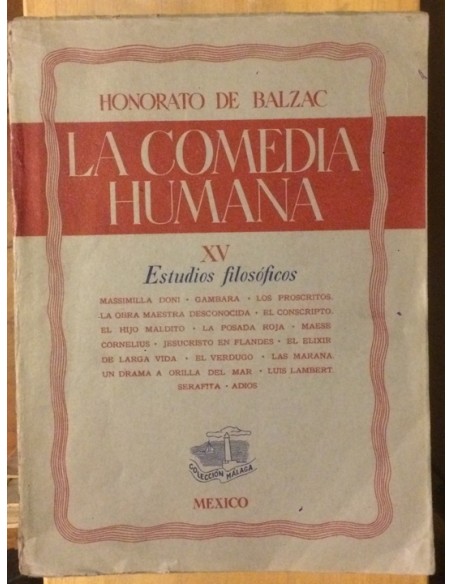 HONORATO DE BALZAC
LA COMEDIA
HUMANA
XV
Estudios filosóficos
MASSIMILLA DONI · GAMBARA · LOS PROSCRITOS.
LA OBRA MAESTRA DESCONOCIDA · EL CONSCRIPTO.
EL HIJO MALDITO · LA POSADA ROJA · MAESE
CORNELIUS · JESUCRISTO EN FLANDES · EL ELIXIR
DE LARGA VIDA · EL VERDUGO · LAS MARANA.
UN DRAMA A ORILLA DEL MAR · LUIS LAMBERT.
SERAFITA · ADIOS
COLECCIÓN MÁLAGA
MEXICO